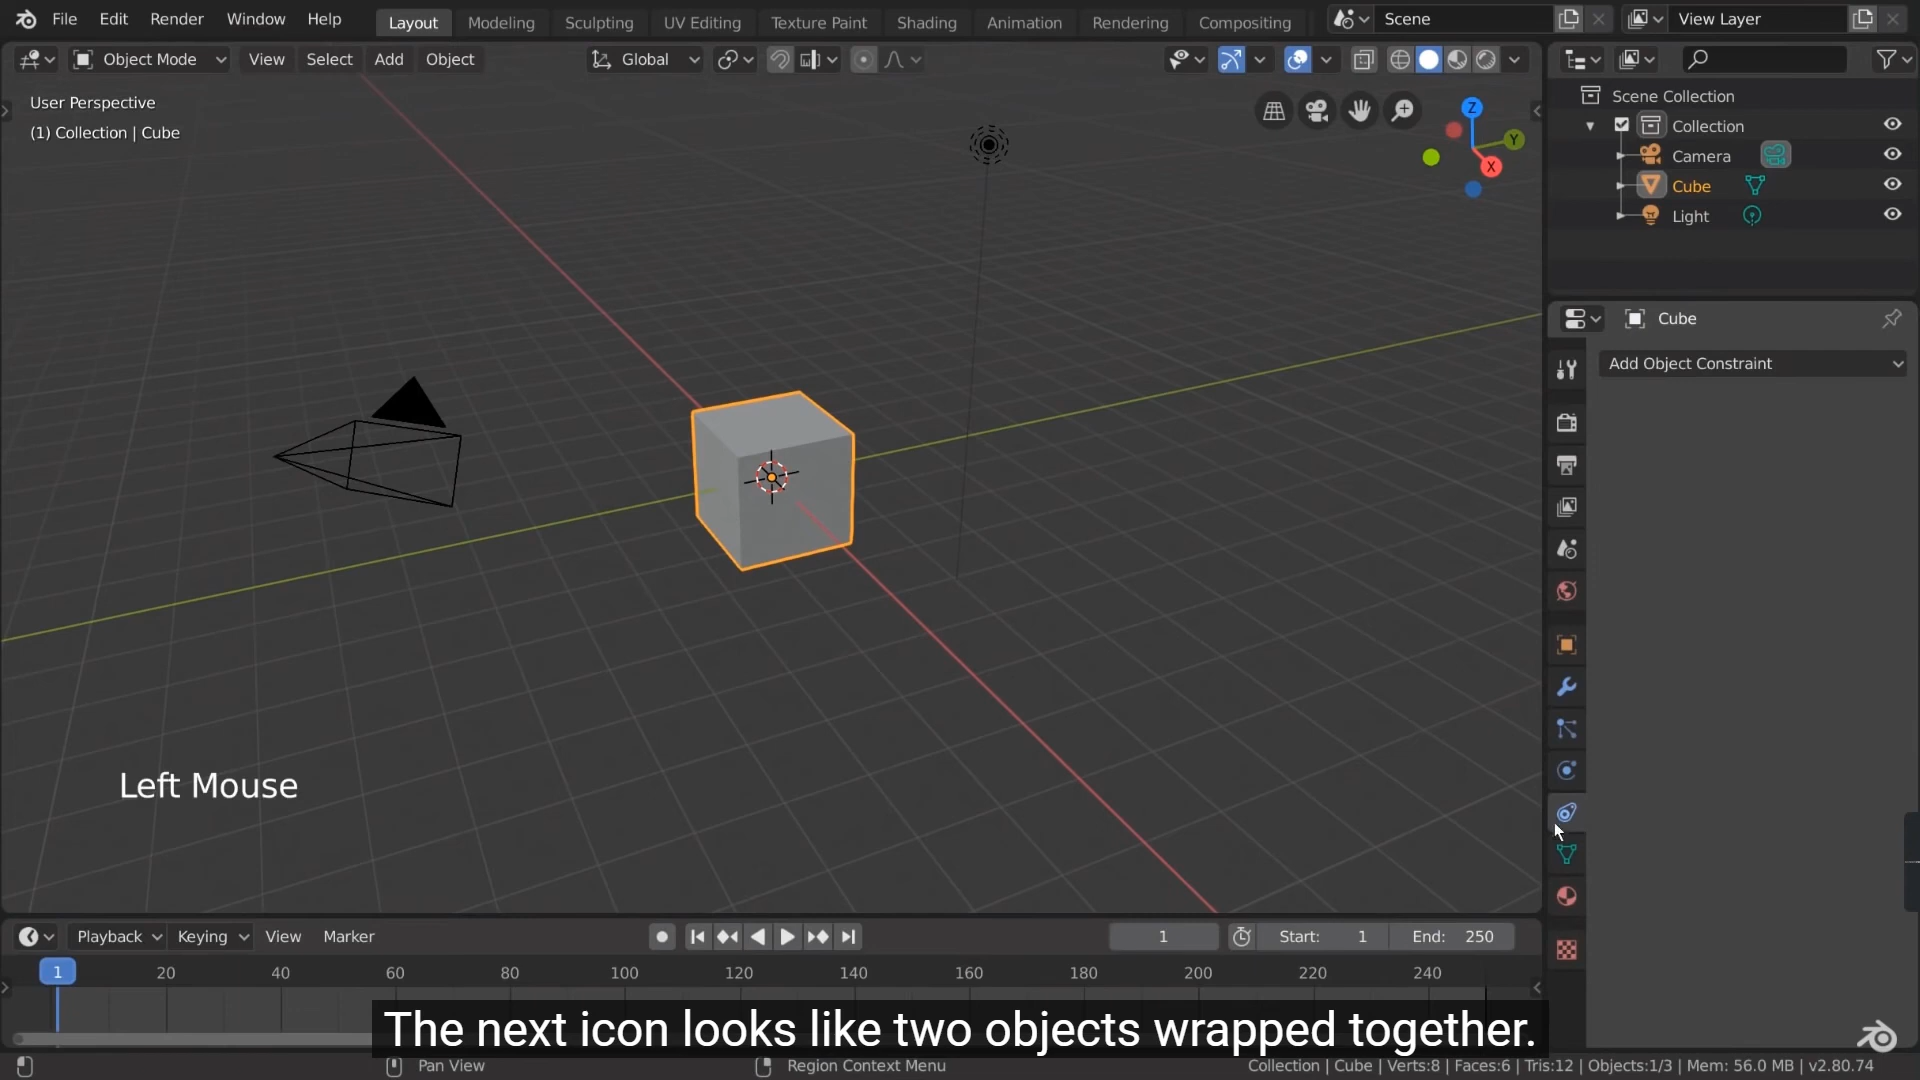 File Edit Render Window Help Layout Modeling Sculpting UV Editing Texture Paint Shading Animation Rendering Compositing Scene View Layer
Object Mode View Select Add Object Global
User Perspective
(1) Collection | Cube
Z
Y
X
Scene Collection
Collection
Camera
Cube
Light
Cube
Add Object Constraint
Left Mouse
Playback Keying View Marker 1 Start: 1 End: 250
1 20 40 60 80 100 120 140 160 180 200 220 240
The next icon looks like two objects wrapped together.
Pan View Region Context Menu Collection | Cube | Verts:8 | Faces:6 | Tris:12 | Objects:1/3 | Mem: 56.0 MB | v2.80.74